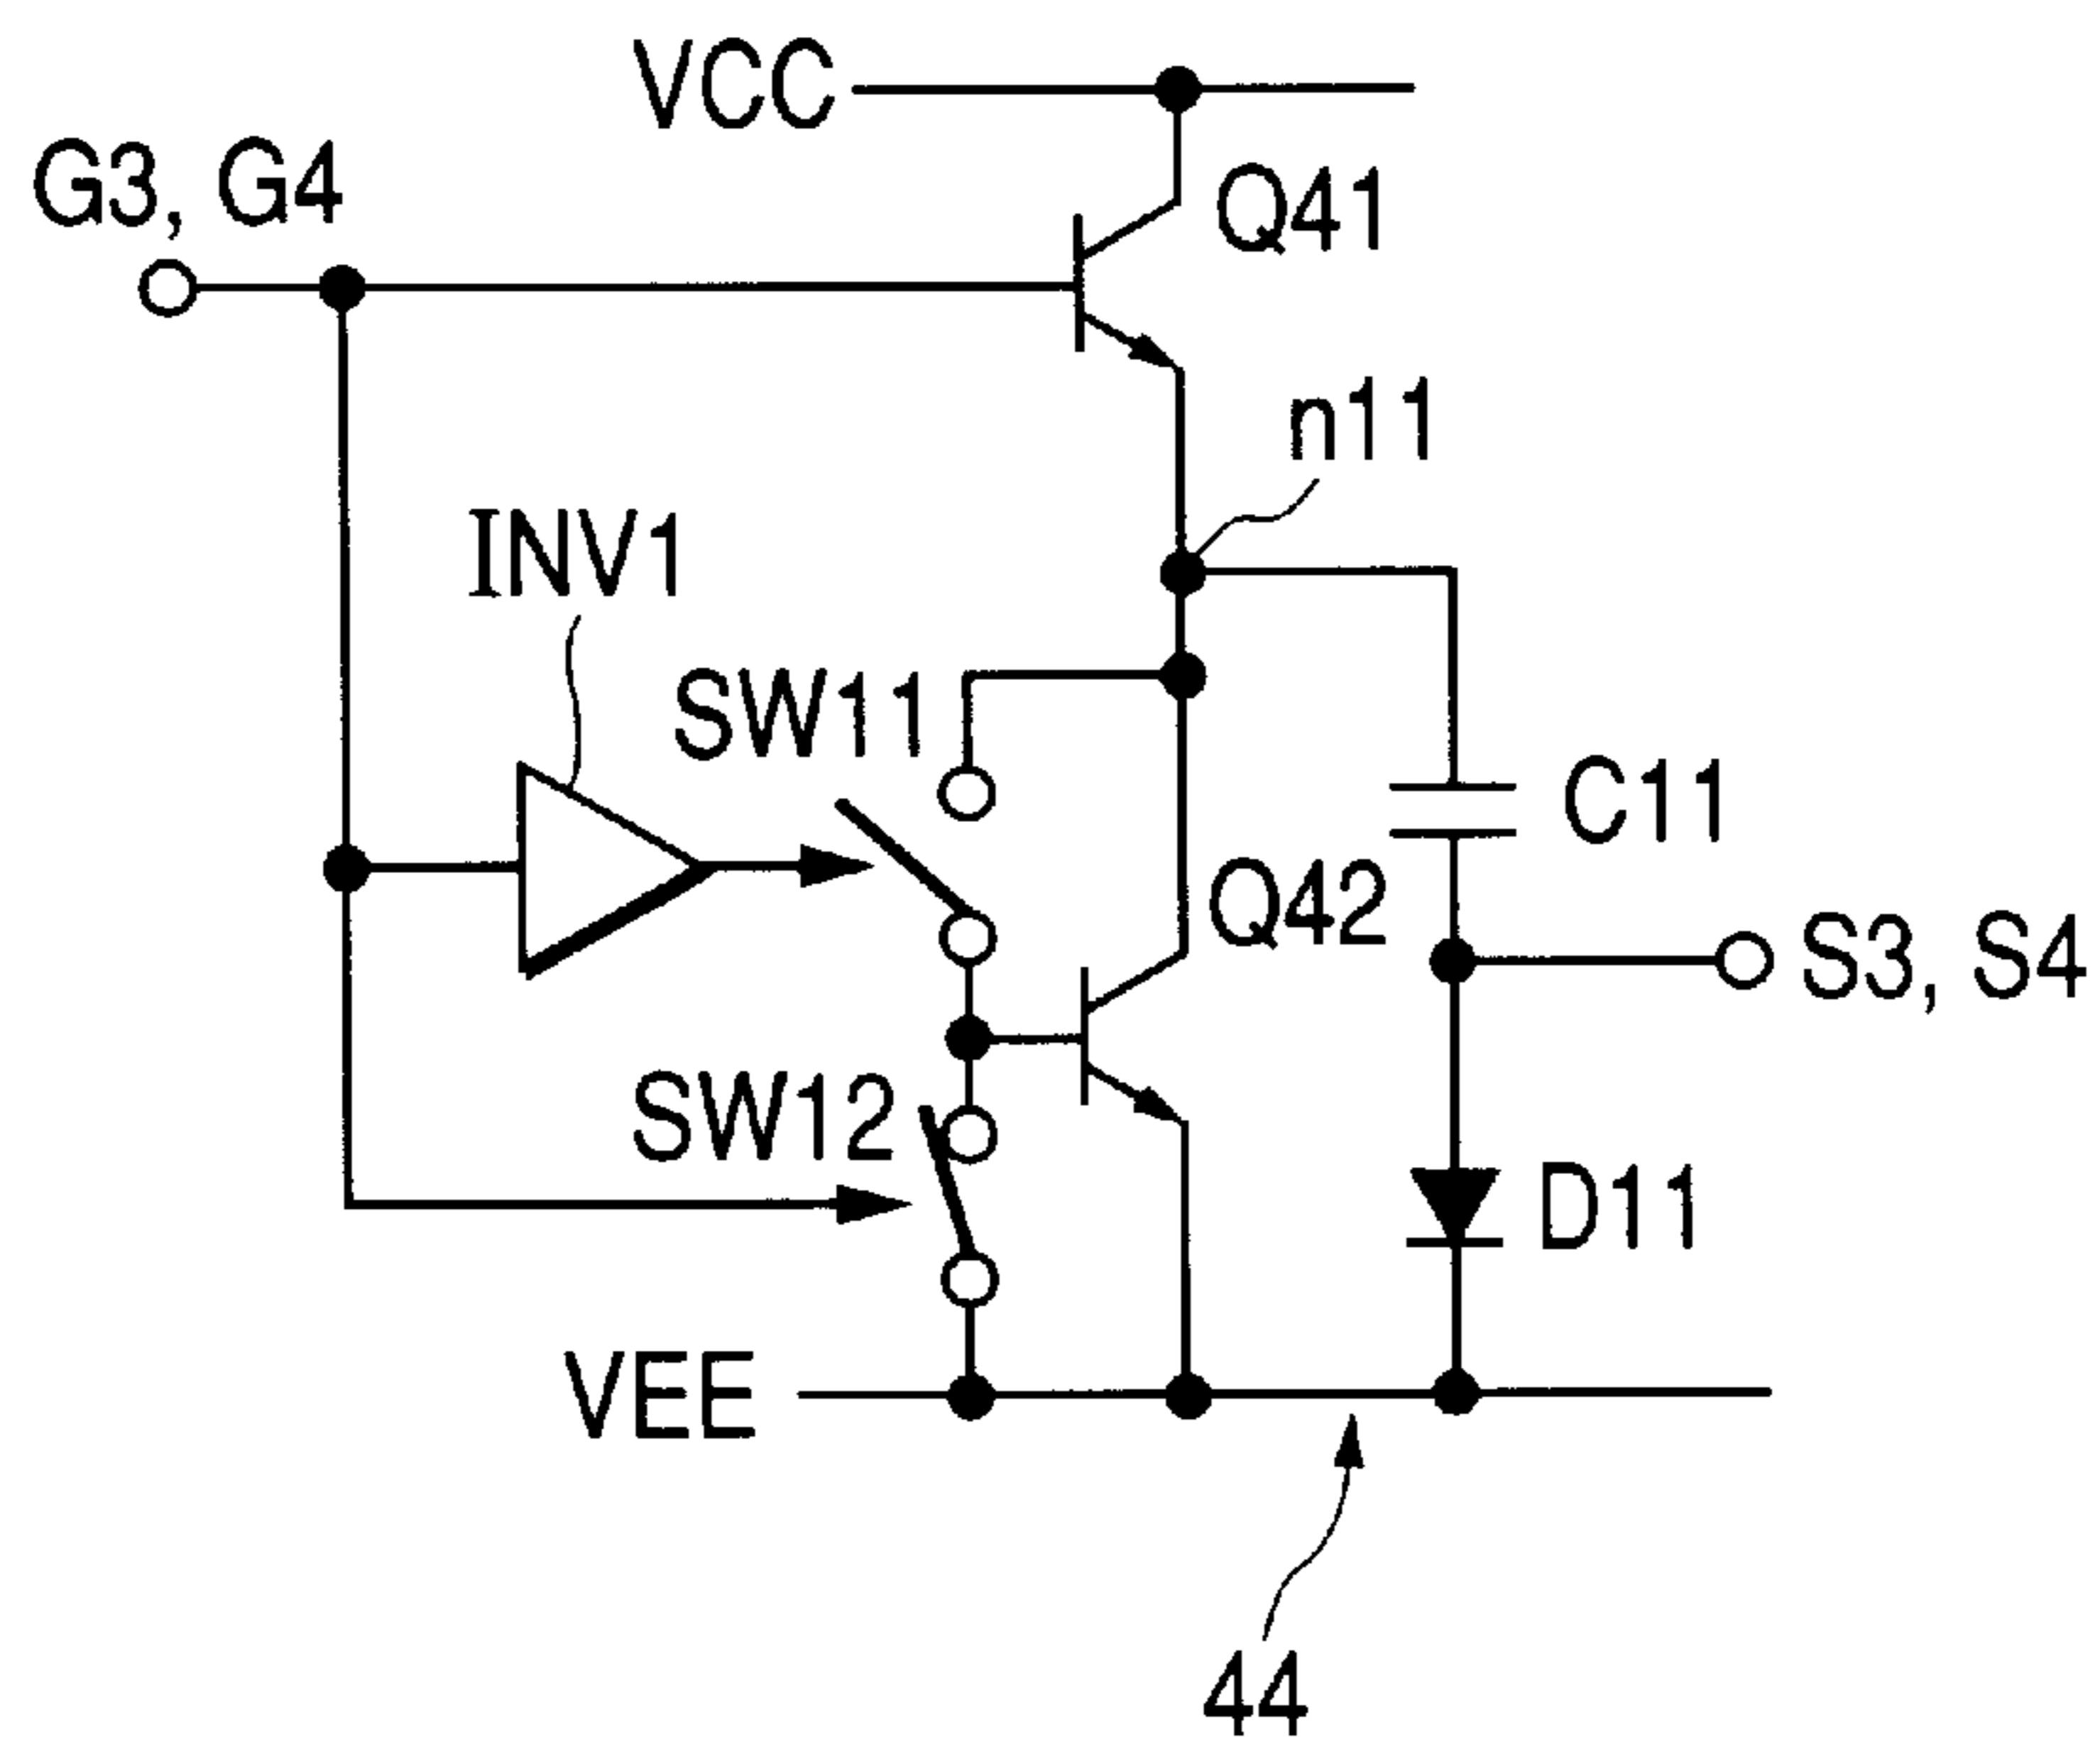 VCC
G3, G4
Q41
n11
INV1
SW11
C11
Q42
S3, S4
SW12
D11
VEE
44